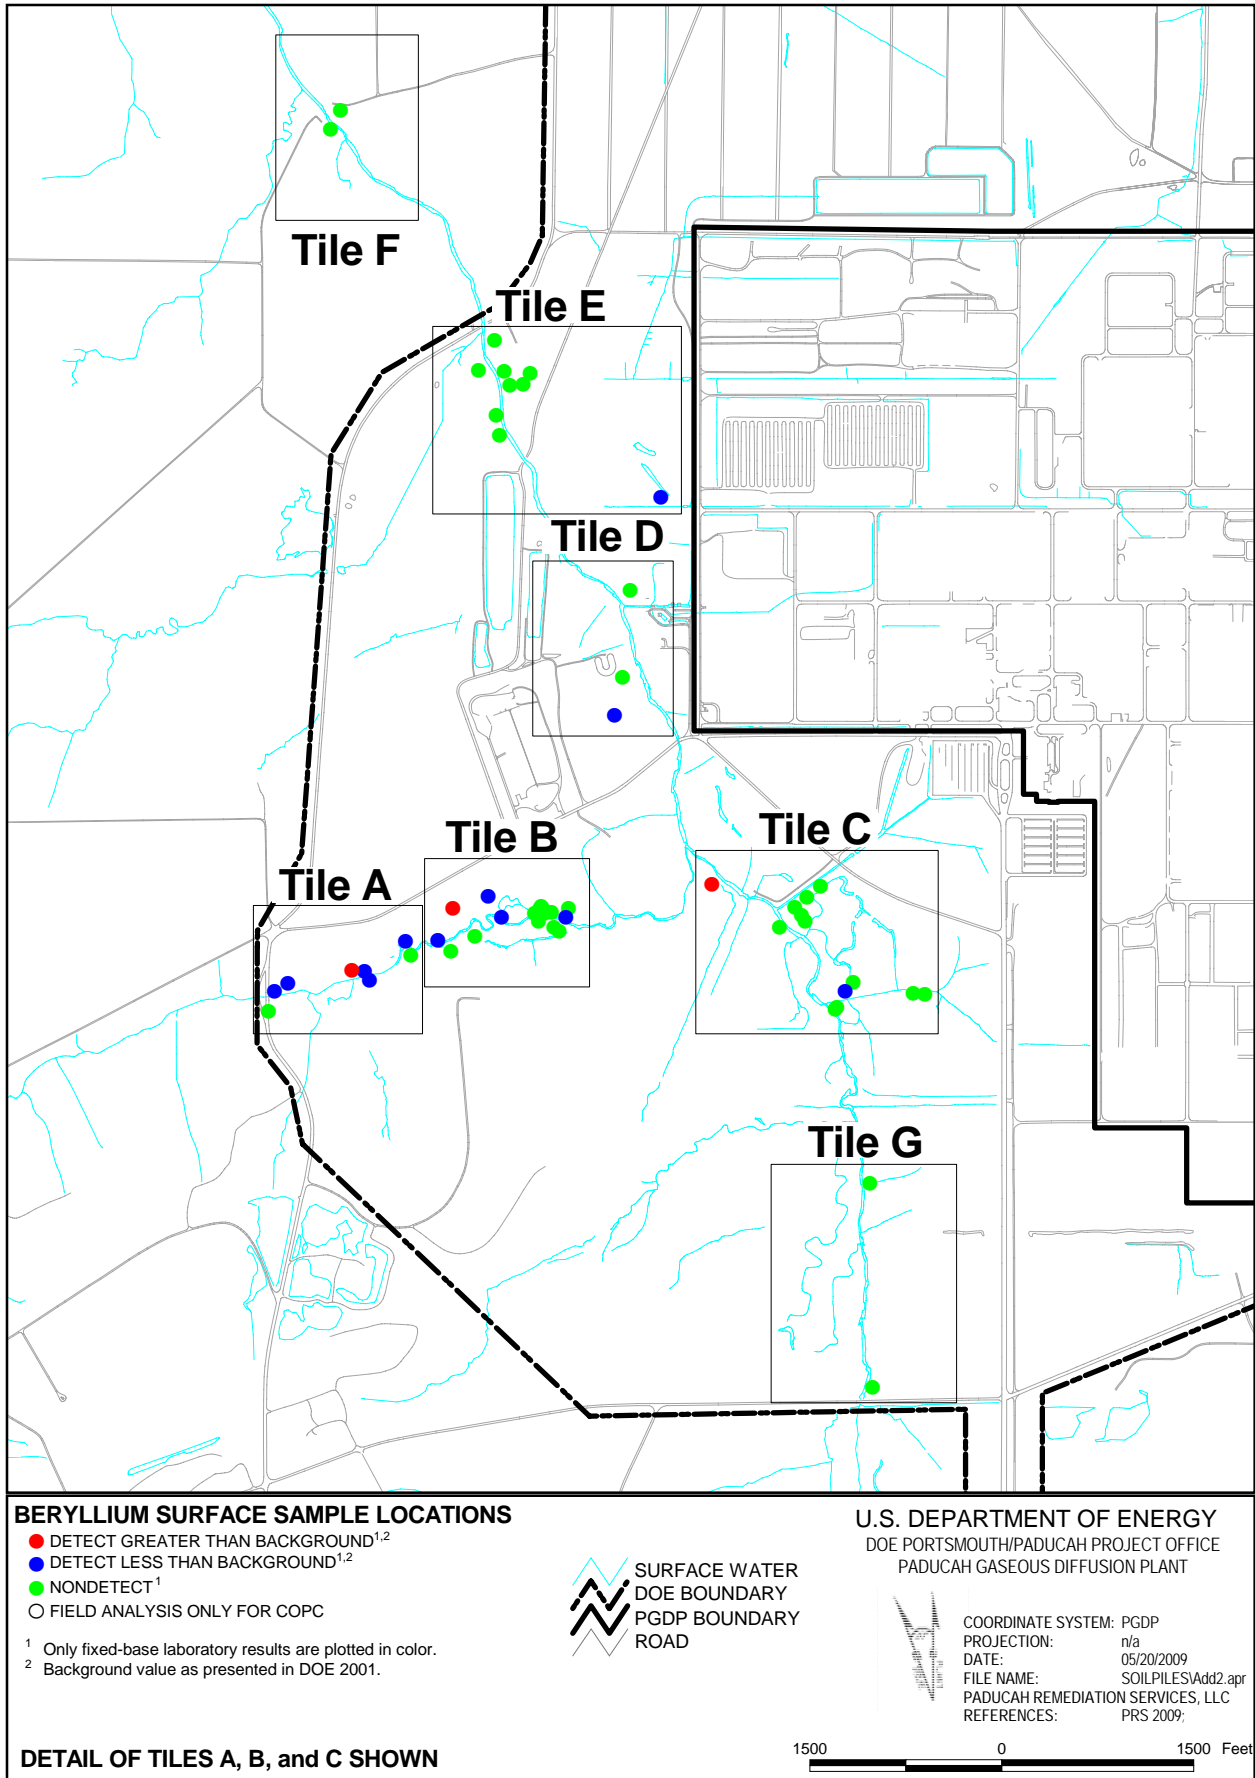 Tile F
Tile E
Tile D
Tile B
Tile C
Tile A
Tile G
BERYLLIUM SURFACE SAMPLE LOCATIONS
DETECT GREATER THAN BACKGROUND1,2
DETECT LESS THAN BACKGROUND1,2
NONDETECT1
FIELD ANALYSIS ONLY FOR COPC
1 Only fixed-base laboratory results are plotted in color.
2 Background value as presented in DOE 2001.
DETAIL OF TILES A, B, and C SHOWN
SURFACE WATER
DOE BOUNDARY
PGDP BOUNDARY
ROAD
U.S. DEPARTMENT OF ENERGY
DOE PORTSMOUTH/PADUCAH PROJECT OFFICE
PADUCAH GASEOUS DIFFUSION PLANT
COORDINATE SYSTEM: PGDP
PROJECTION: n/a
DATE: 05/20/2009
FILE NAME: SOILPILES\Add2.apr
PADUCAH REMEDIATION SERVICES, LLC
REFERENCES: PRS 2009;
1500 0 1500 Feet